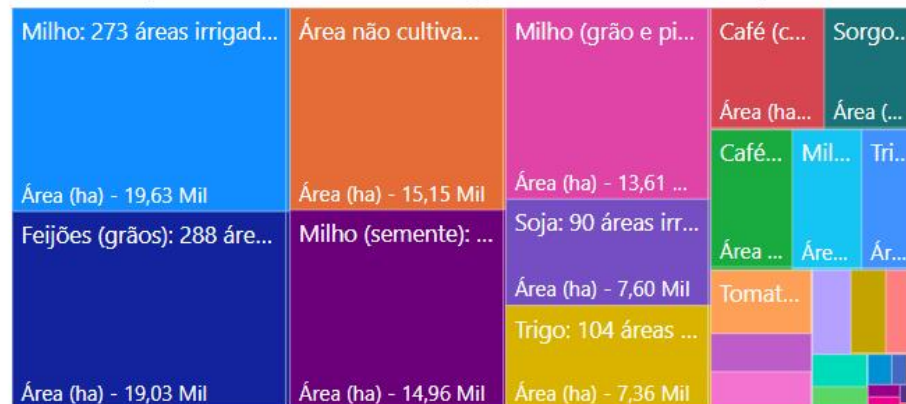 Milho: 273 áreas irrigad...
Área (ha) - 19,63 Mil
Feijões (grãos): 288 áre...
Área (ha) - 19,03 Mil
Área não cultiva...
Área (ha) - 15,15 Mil
Milho (semente): ...
Área (ha) - 14,96 Mil
Milho (grão e pi...
Área (ha) - 13,61 ...
Soja: 90 áreas irr...
Área (ha) - 7,60 Mil
Trigo: 104 áreas ...
Área (ha) - 7,36 Mil
Café (c...
Área (ha...
Sorgo...
Área (...
Café...
Área ...
Mil...
Áre...
Tri...
Ár...
Tomat...